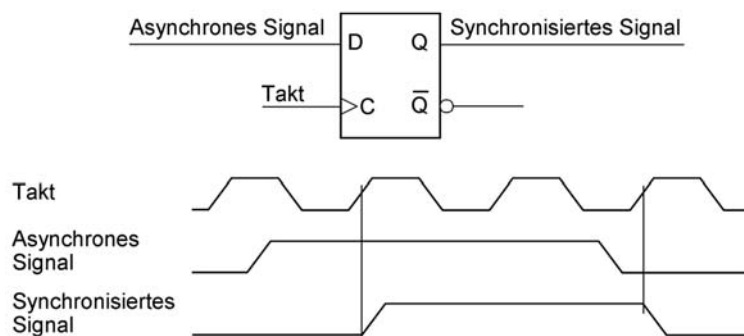 Asynchrones Signal
D
Q
Synchronisiertes Signal
Takt
C
Q̅
Takt
Asynchrones
Signal
Synchronisiertes
Signal